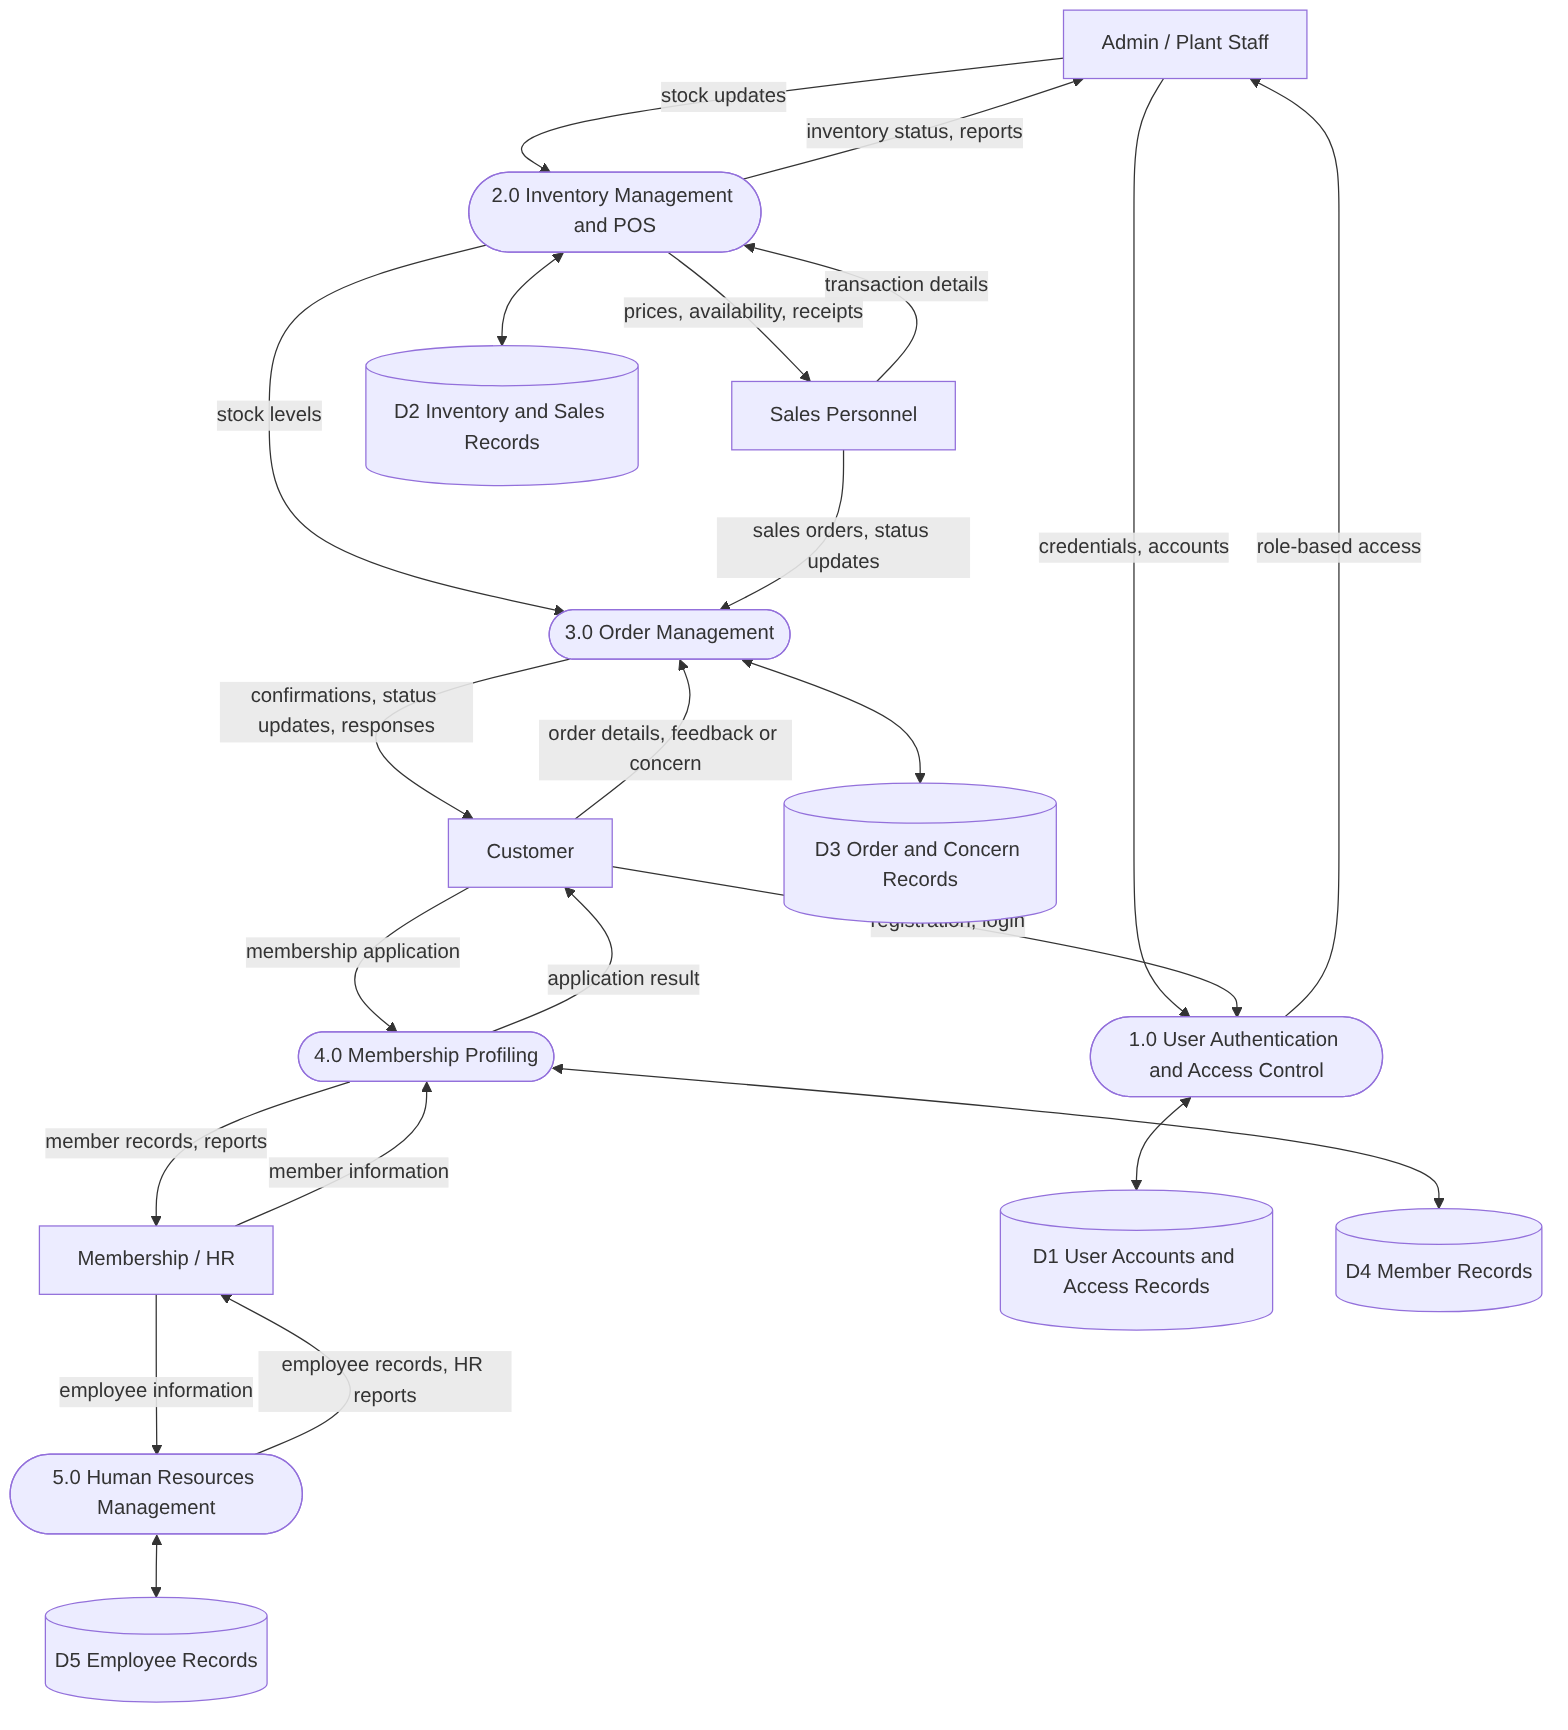 Admin / Plant Staff
stock updates
inventory status, reports
2.0 Inventory Management
and POS
transaction details
prices, availability, receipts
stock levels
D2 Inventory and Sales
Records
Sales Personnel
sales orders, status
updates
credentials, accounts
role-based access
3.0 Order Management
confirmations, status
updates, responses
order details, feedback or
concern
Customer
D3 Order and Concern
Records
registration, login
membership application
application result
4.0 Membership Profiling
1.0 User Authentication
and Access Control
member records, reports
member information
Membership / HR
D1 User Accounts and
Access Records
D4 Member Records
employee information
employee records, HR
reports
5.0 Human Resources
Management
D5 Employee Records